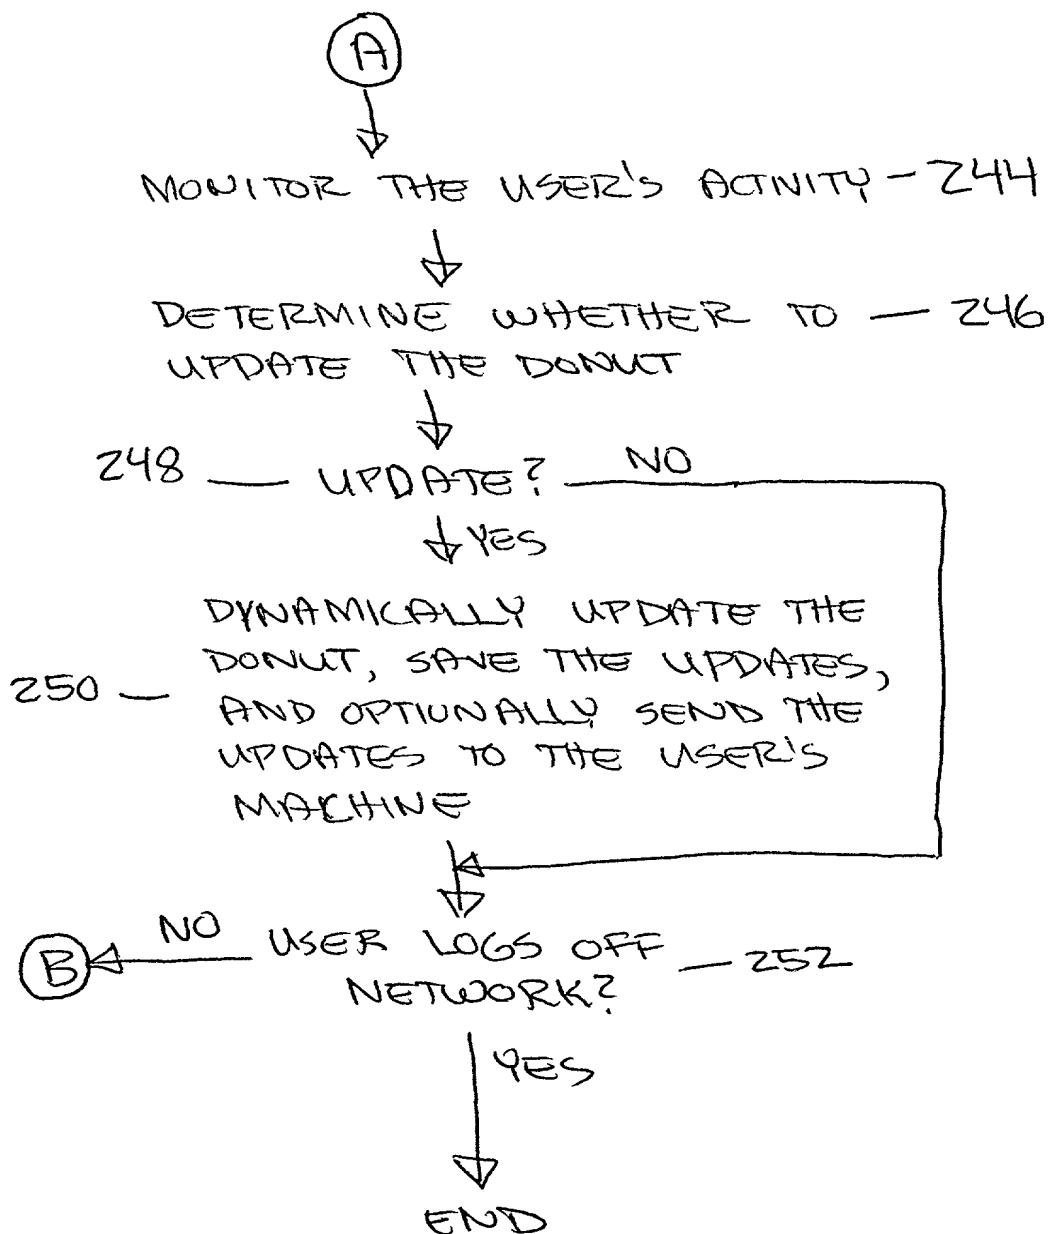 A
MONITOR THE USER'S ACTIVITY - 244
DETERMINE WHETHER TO - 246
UPDATE THE DONUT
248 - UPDATE? NO
YES
DYNAMICALLY UPDATE THE
DONUT, SAVE THE UPDATES,
250 - AND OPTIONALLY SEND THE
UPDATES TO THE USER'S
MACHINE
B NO USER LOGS OFF
NETWORK? - 252
YES
END